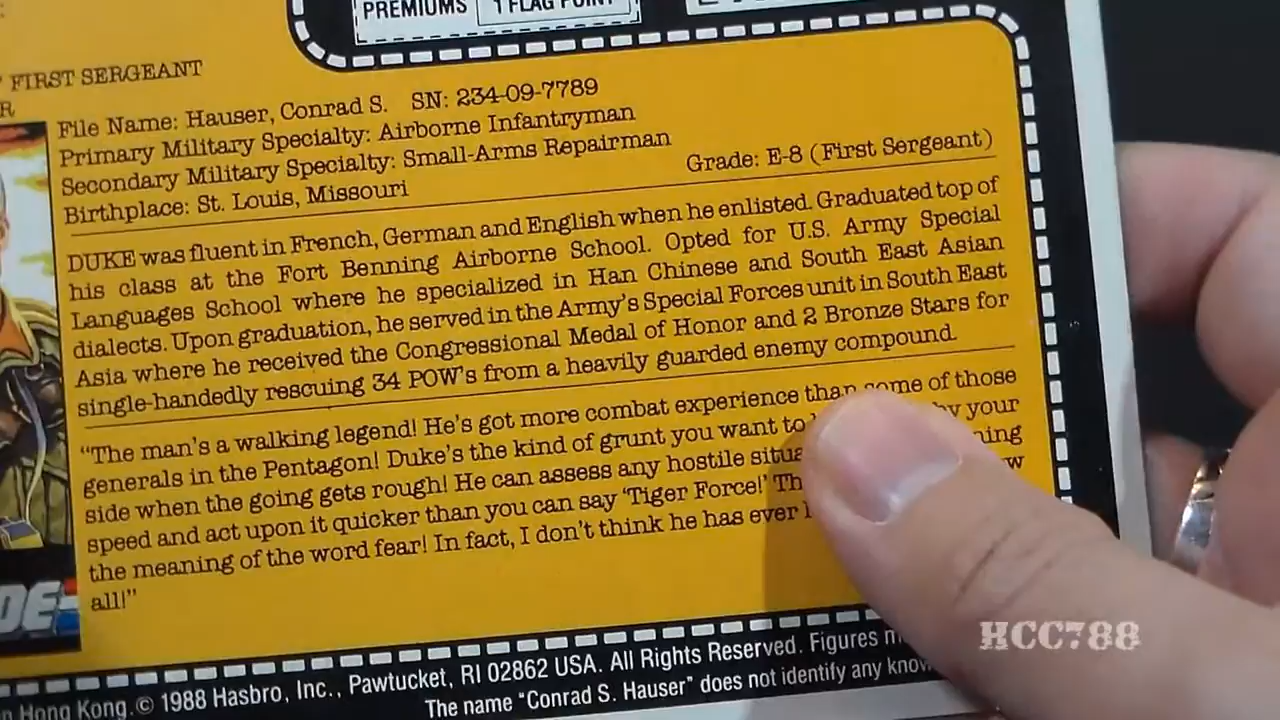 PREMIUMS 1 FLAG POINT
FIRST SERGEANT
R
File Name: Hauser, Conrad S. SN: 234-09-7789
Primary Military Specialty: Airborne Infantryman
Secondary Military Specialty: Small-Arms Repairman
Birthplace: St. Louis, Missouri Grade: E-8 (First Sergeant)
DUKE was fluent in French, German and English when he enlisted. Graduated top of
his class at the Fort Benning Airborne School. Opted for U.S. Army Special
Languages School where he specialized in Han Chinese and South East Asian
dialects. Upon graduation, he served in the Army's Special Forces unit in South East
Asia where he received the Congressional Medal of Honor and 2 Bronze Stars for
single-handedly rescuing 34 POW's from a heavily guarded enemy compound.
"The man's a walking legend! He's got more combat experience than some of those
generals in the Pentagon! Duke's the kind of grunt you want to by your
side when the going gets rough! He can assess any hostile
speed and act upon it quicker than you can say 'Tiger Force!'
the meaning of the word fear! In fact, I don't think he has ever
all!"
OE
HCC788
Hong Kong. © 1988 Hasbro, Inc., Pawtucket, RI 02862 USA. All Rights Reserved. Figures
The name "Conrad S. Hauser" does not identify any